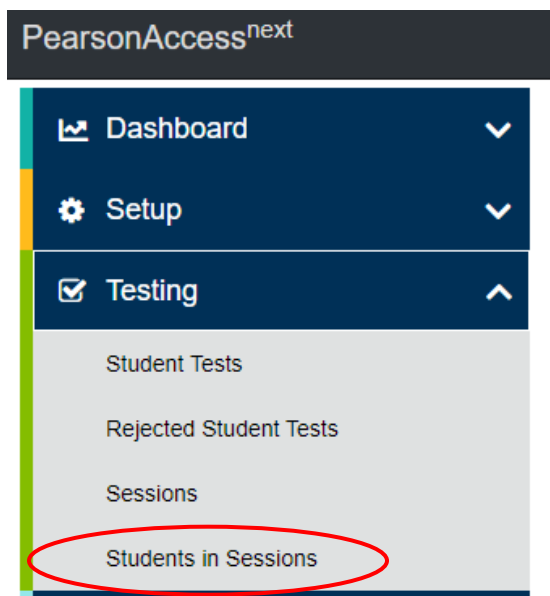 PearsonAccessnext
Dashboard
Setup
Testing
Student Tests
Rejected Student Tests
Sessions
Students in Sessions